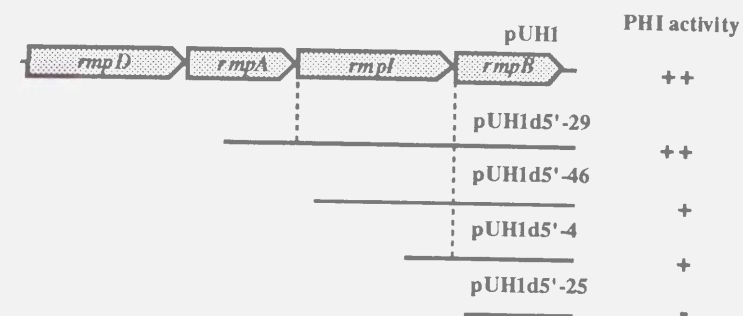 PHI activity
pUH1
rmpD rmpA rmpI rmpB
++
pUH1d5'-29
++
pUH1d5'-46
+
pUH1d5'-4
+
pUH1d5'-25
-